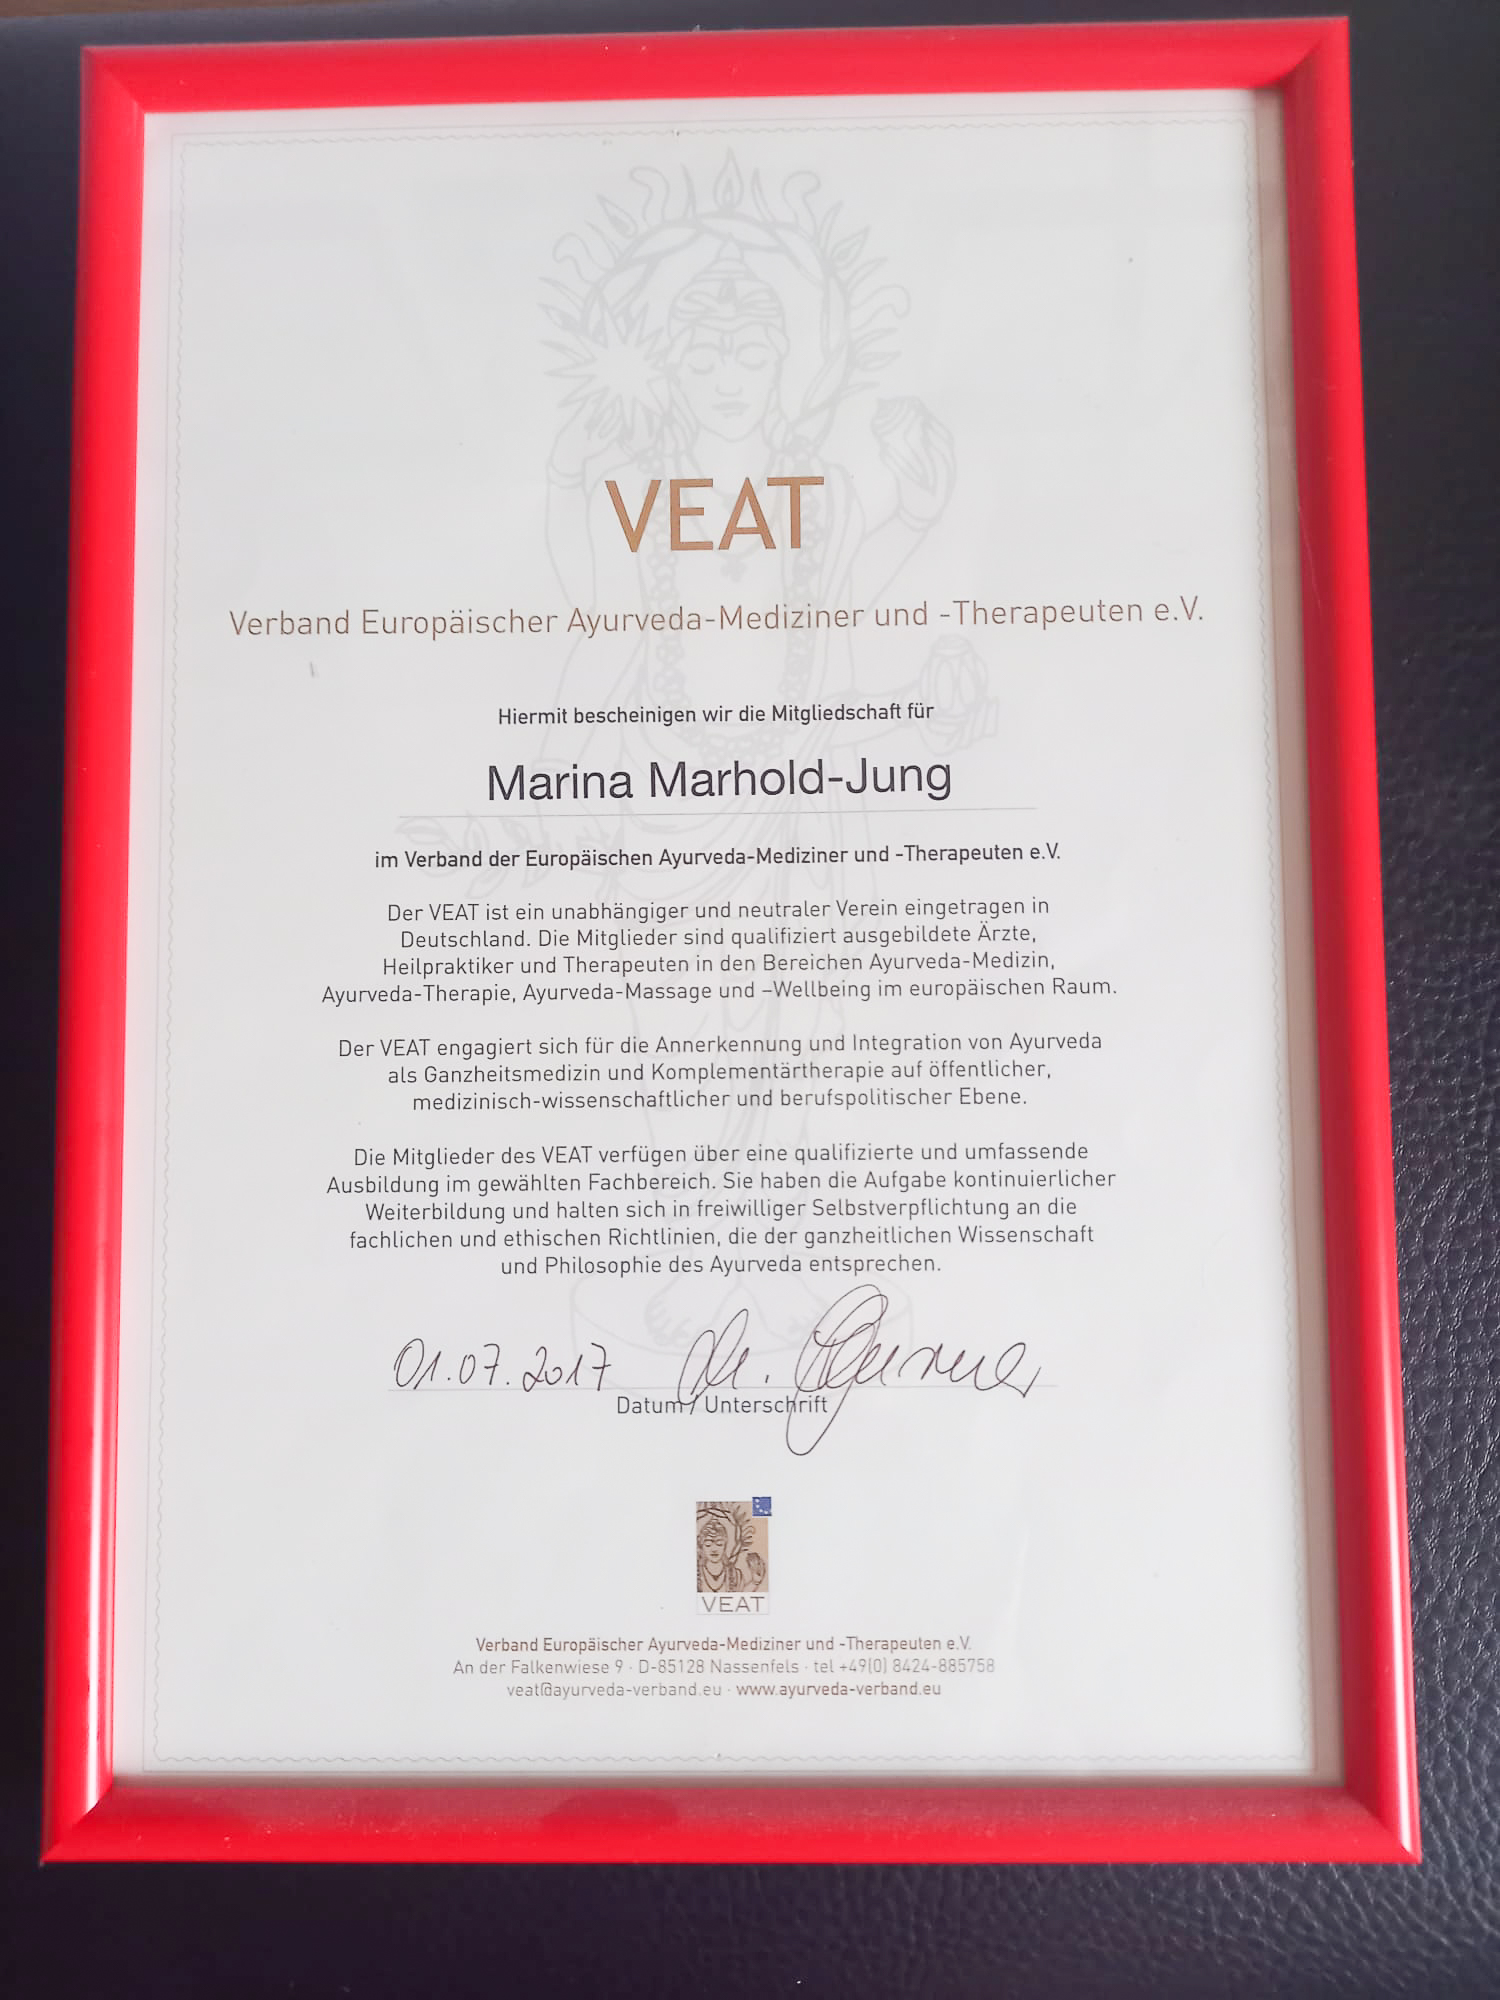 VEAT
Verband Europäischer Ayurveda-Mediziner und -Therapeuten e.V.
Hiermit bescheinigen wir die Mitgliedschaft für
Marina Marhold-Jung
im Verband der Europäischen Ayurveda-Mediziner und -Therapeuten e.V.
Der VEAT ist ein unabhängiger und neutraler Verein eingetragen in
Deutschland. Die Mitglieder sind qualifiziert ausgebildete Ärzte,
Heilpraktiker und Therapeuten in den Bereichen Ayurveda-Medizin,
Ayurveda-Therapie, Ayurveda-Massage und –Wellbeing im europäischen Raum.
Der VEAT engagiert sich für die Annerkennung und Integration von Ayurveda
als Ganzheitsmedizin und Komplementärtherapie auf öffentlicher,
medizinisch-wissenschaftlicher und berufspolitischer Ebene.
Die Mitglieder des VEAT verfügen über eine qualifizierte und umfassende
Ausbildung im gewählten Fachbereich. Sie haben die Aufgabe kontinuierlicher
Weiterbildung und halten sich in freiwilliger Selbstverpflichtung an die
fachlichen und ethischen Richtlinien, die der ganzheitlichen Wissenschaft
und Philosophie des Ayurveda entsprechen.
01.07.2017
Datum / Unterschrift
VEAT
Verband Europäischer Ayurveda-Mediziner und -Therapeuten e.V.
An der Falkenwiese 9 · D-85128 Nassenfels · tel +49(0) 8424-885758
veat@ayurveda-verband.eu · www.ayurveda-verband.eu